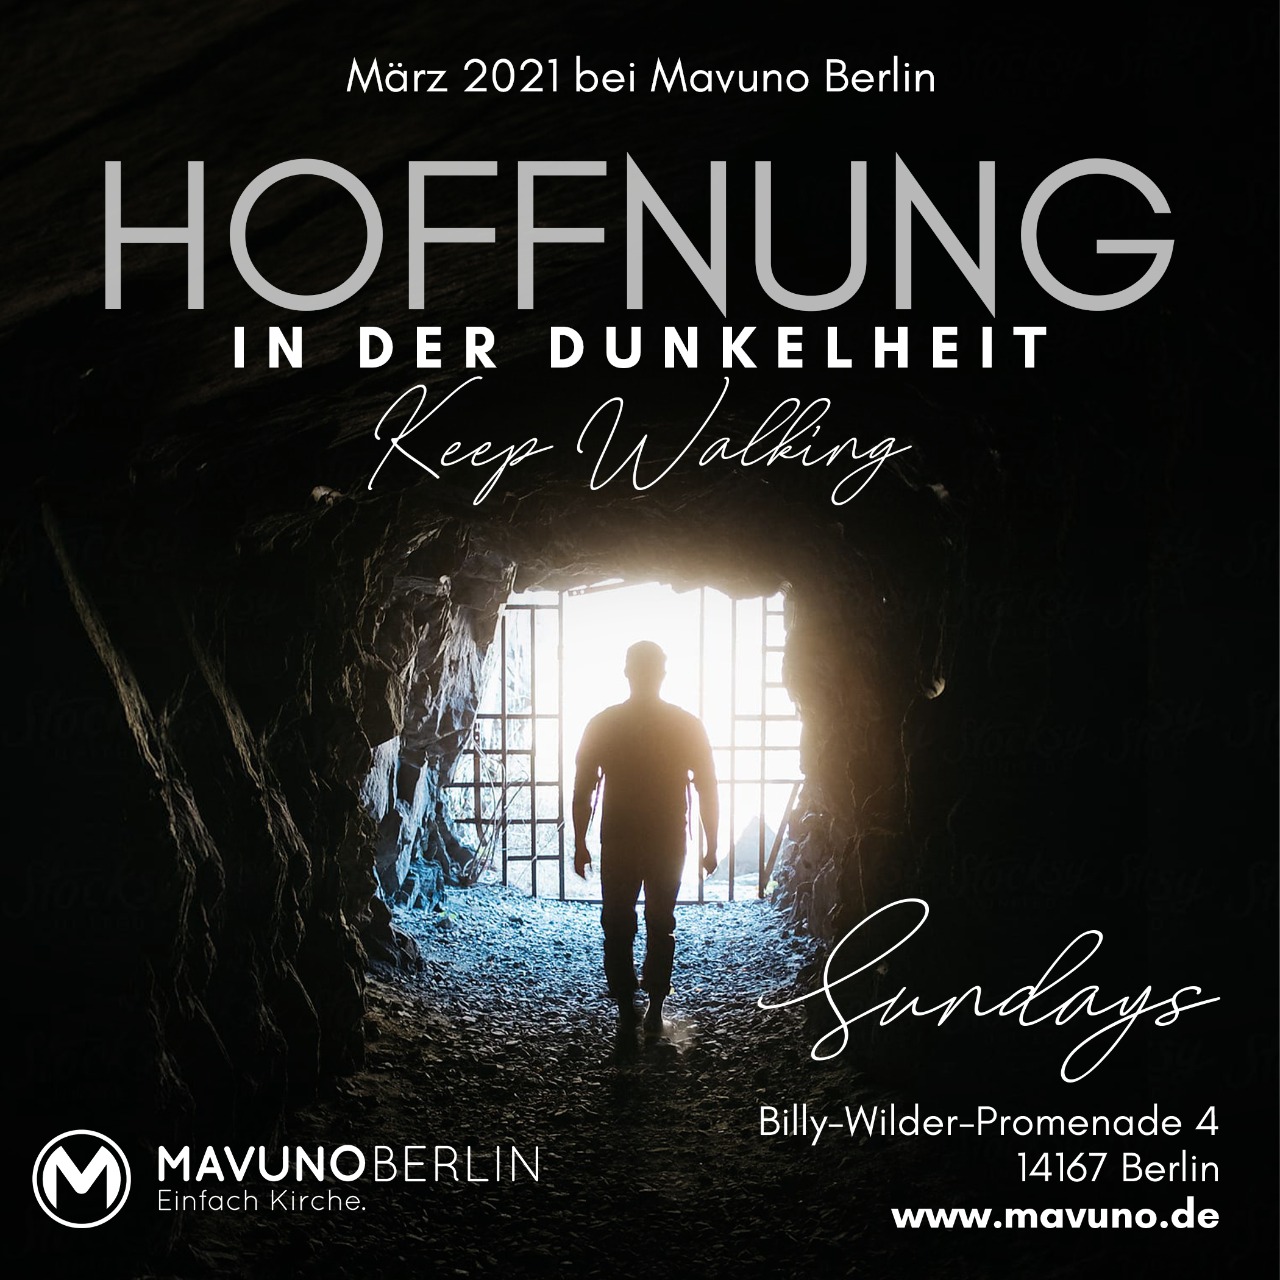 März 2021 bei Mavuno Berlin
HOFFNUNG
IN DER DUNKELHEIT
Keep Walking
Sundays
Billy-Wilder-Promenade 4
14167 Berlin
www.mavuno.de
M MAVUNOBERLIN
Einfach Kirche.